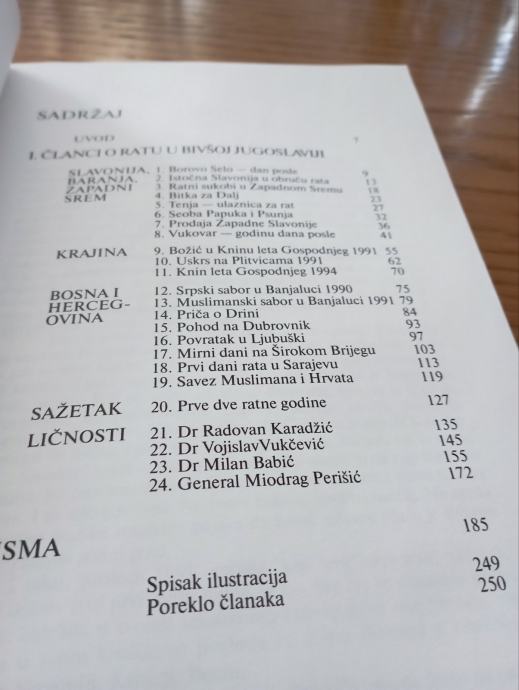 SADRŽAJ
UVOD 7
I. ČLANCI O RATU U BIVŠOJ JUGOSLAVIJI
SLAVONIJA, 1. Borovo Selo — dan posle 9
BARANJA, 2. Istočna Slavonija u obruču rata 13
ZAPADNI 3. Ratni sukobi u Zapadnom Sremu 18
SREM 4. Bitka za Dalj 23
5. Tenja — ulaznica za rat 27
6. Seoba Papuka i Psunja 32
7. Prodaja Zapadne Slavonije 36
8. Vukovar — godinu dana posle 41
KRAJINA 9. Božić u Kninu leta Gospodnjeg 1991 55
10. Uskrs na Plitvicama 1991 62
11. Knin leta Gospodnjeg 1994 70
BOSNA I 12. Srpski sabor u Banjaluci 1990 75
HERCEG- 13. Muslimanski sabor u Banjaluci 1991 79
OVINA 14. Priča o Drini 84
15. Pohod na Dubrovnik 93
16. Povratak u Ljubuški 97
17. Mirni dani na Širokom Brijegu 103
18. Prvi dani rata u Sarajevu 113
19. Savez Muslimana i Hrvata 119
SAŽETAK 20. Prve dve ratne godine 127
LIČNOSTI 21. Dr Radovan Karadžić 135
22. Dr VojislavVukčević 145
23. Dr Milan Babić 155
24. General Miodrag Perišić 172
ISMA 185
Spisak ilustracija 249
Poreklo članaka 250